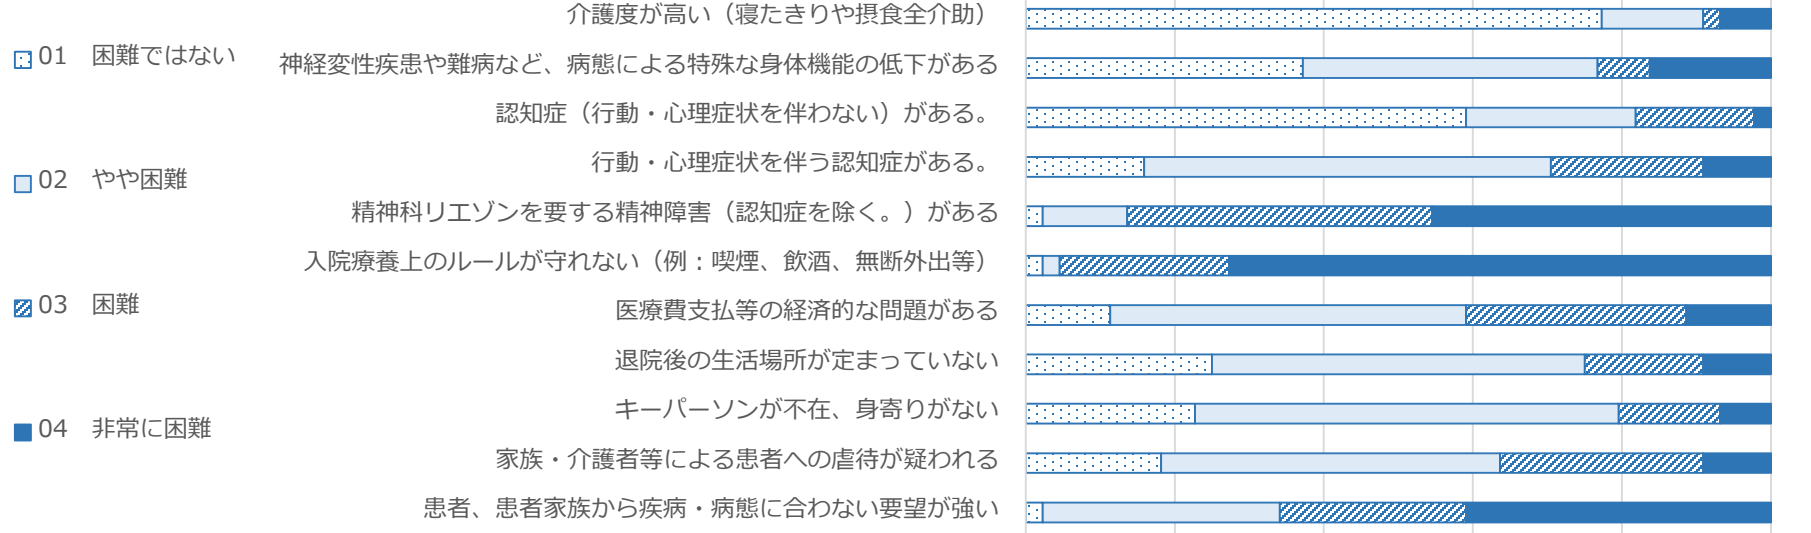 01 困難ではない
02 やや困難
03 困難
04 非常に困難
介護度が高い（寝たきりや摂食全介助）
神経変性疾患や難病など、病態による特殊な身体機能の低下がある
認知症（行動・心理症状を伴わない）がある。
行動・心理症状を伴う認知症がある。
精神科リエゾンを要する精神障害（認知症を除く。）がある
入院療養上のルールが守れない（例：喫煙、飲酒、無断外出等）
医療費支払等の経済的な問題がある
退院後の生活場所が定まっていない
キーパーソンが不在、身寄りがない
家族・介護者等による患者への虐待が疑われる
患者、患者家族から疾病・病態に合わない要望が強い